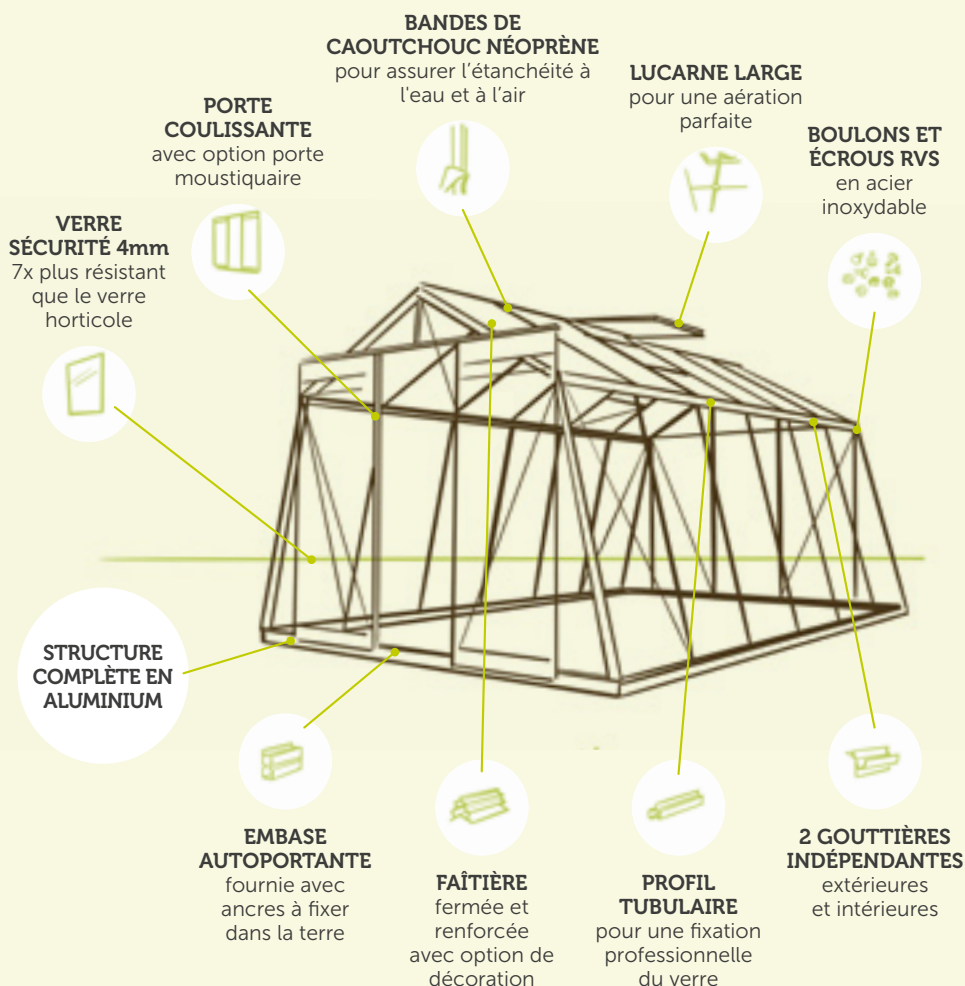 BANDES DE
CAOUTCHOUC NÉOPRÈNE
pour assurer l'étanchéité à
l'eau et à l'air
LUCARNE LARGE
pour une aération
parfaite
PORTE
COULISSANTE
avec option porte
moustiquaire
BOULONS ET
ÉCROUS RVS
en acier
inoxydable
VERRE
SÉCURITÉ 4mm
7x plus résistant
que le verre
horticole
STRUCTURE
COMPLÈTE EN
ALUMINIUM
EMBASE
AUTOPORTANTE
fournie avec
ancres à fixer
dans la terre
FAÎTIÈRE
fermée et
renforcée
avec option de
décoration
PROFIL
TUBULAIRE
pour une fixation
professionnelle
du verre
2 GOUTTIÈRES
INDÉPENDANTES
extérieures
et intérieures